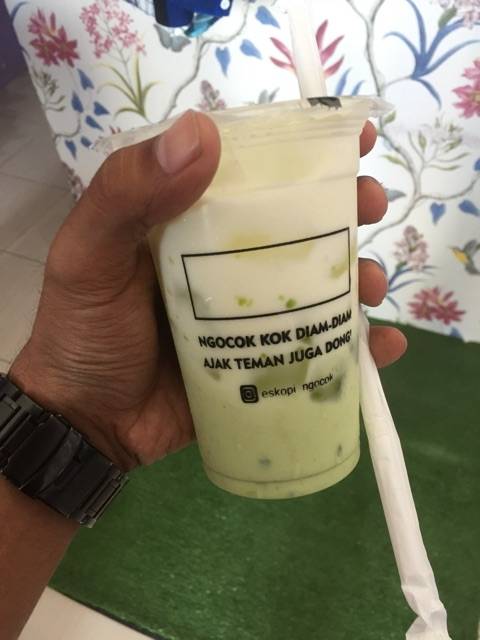 NGOCOK KOK DIAM-DIAM
AJAK TEMAN JUGA DONG!
eskopi_ngocok